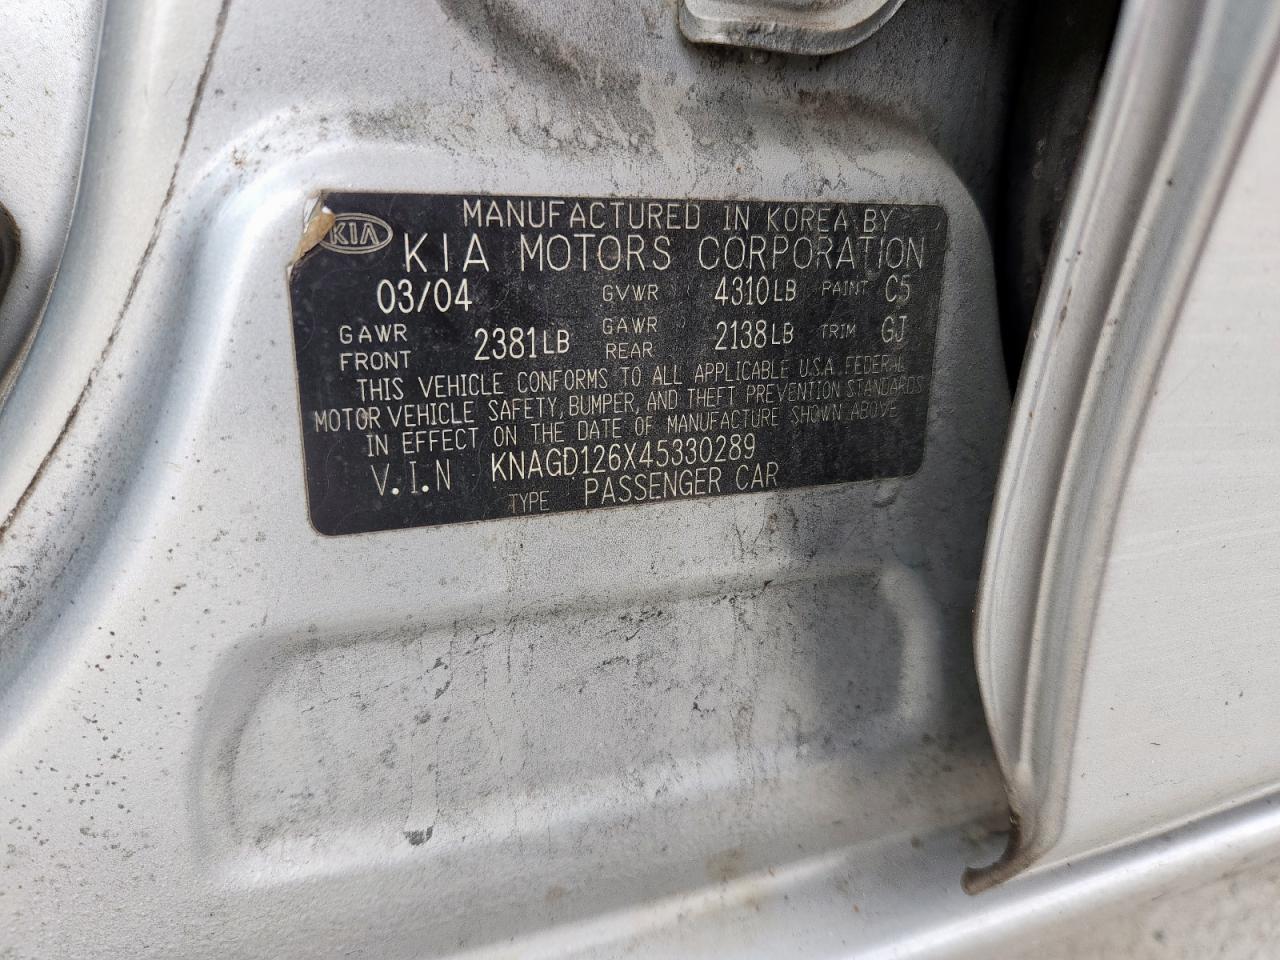 KIA
MANUFACTURED IN KOREA BY
KIA MOTORS CORPORATION
03/04 GVWR 4310LB PAINT C5
GAWR FRONT 2381LB GAWR REAR 2138LB TRIM GJ
THIS VEHICLE CONFORMS TO ALL APPLICABLE U.S.A. FEDERAL
MOTOR VEHICLE SAFETY, BUMPER, AND THEFT PREVENTION STANDARDS
IN EFFECT ON THE DATE OF MANUFACTURE SHOWN ABOVE
V.I.N KNAGD126X45330289
TYPE PASSENGER CAR